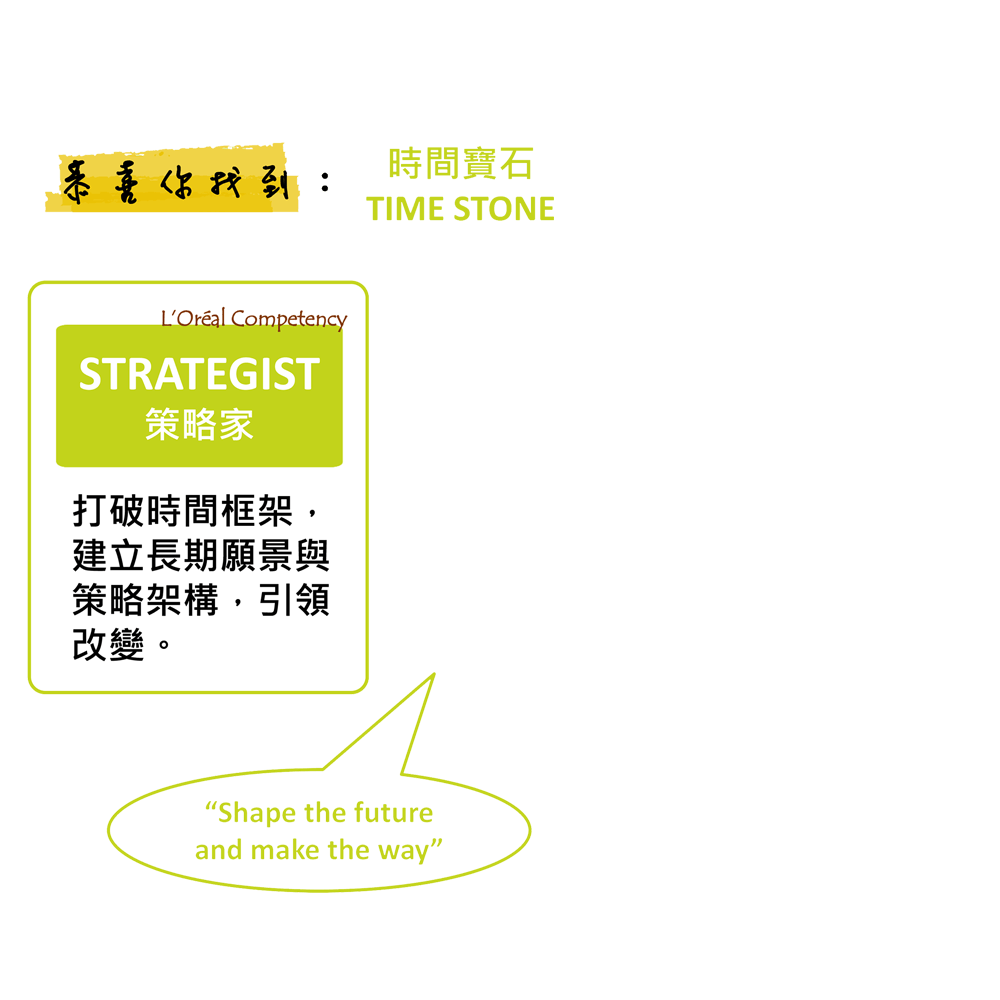 恭喜你找到：
時間寶石
TIME STONE
L'Oréal Competency
STRATEGIST
策略家
打破時間框架，
建立長期願景與
策略架構，引領
改變。
“Shape the future
and make the way”